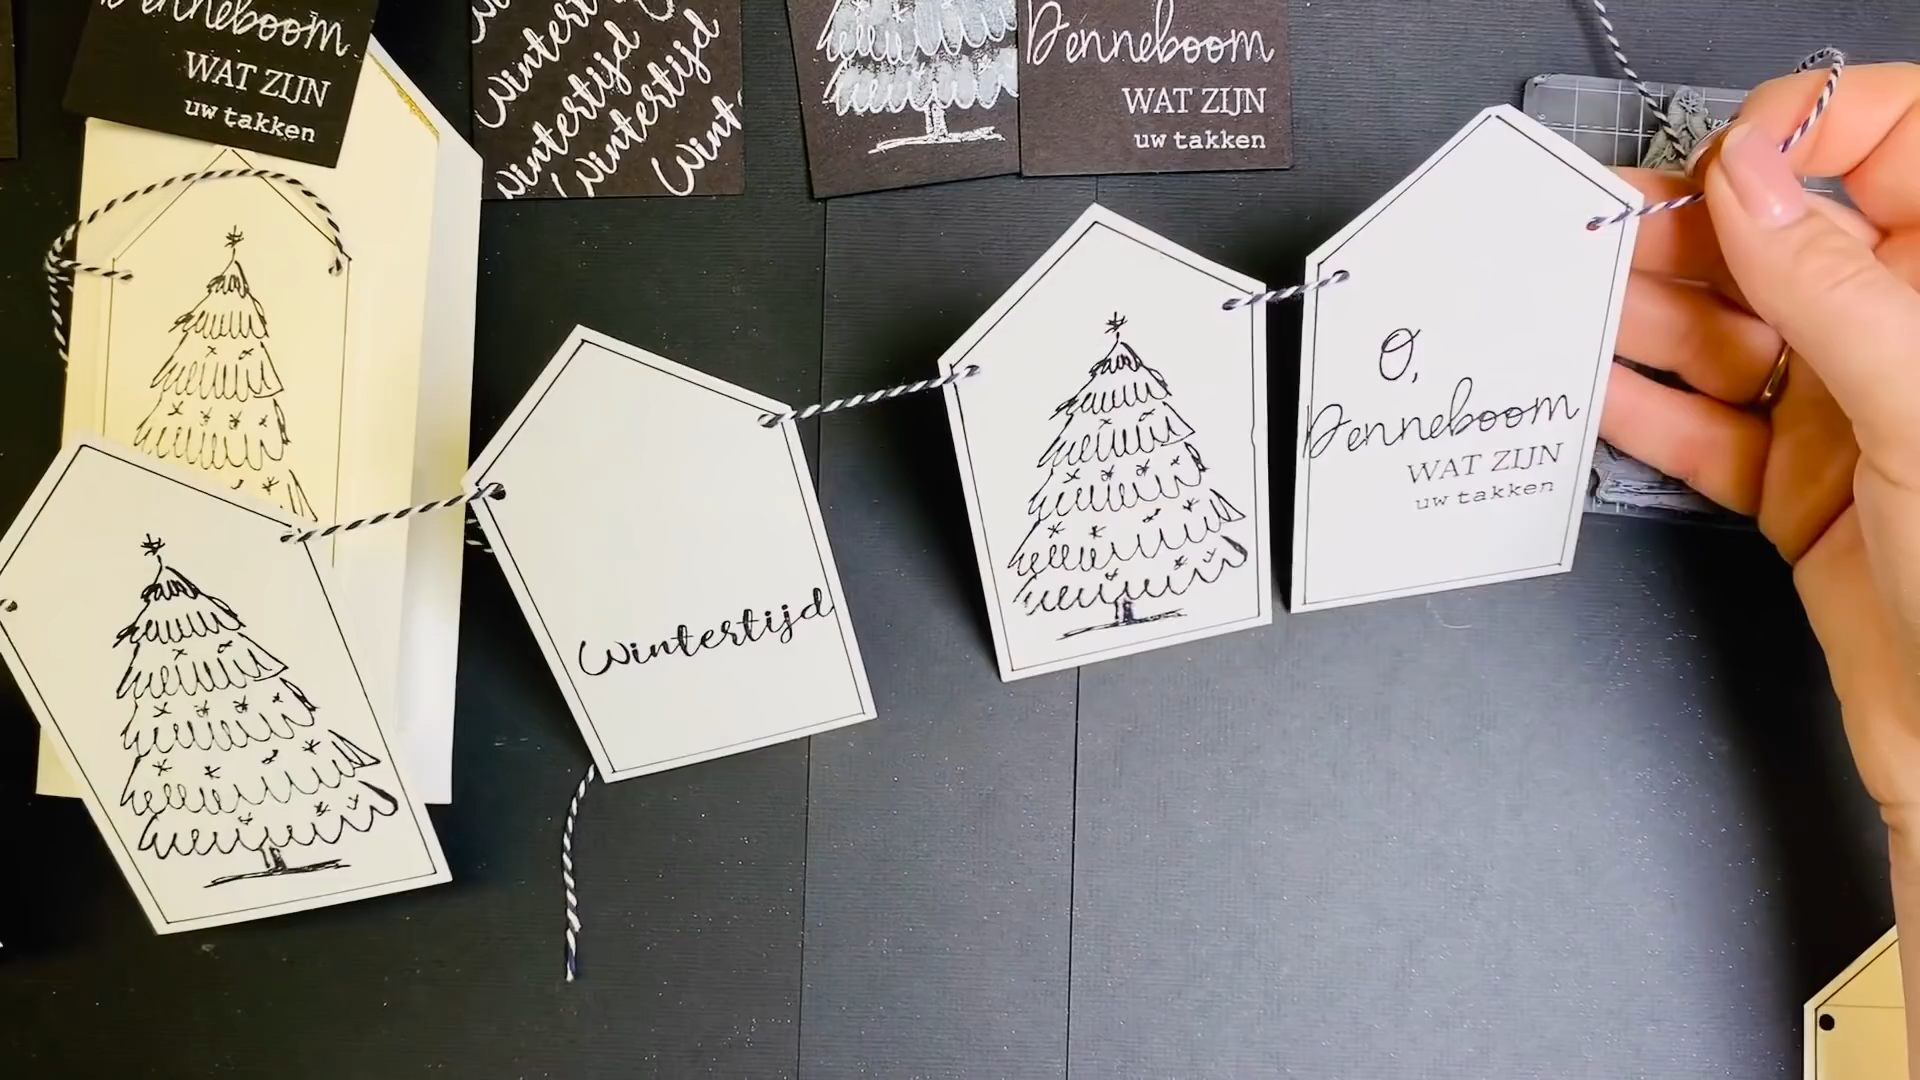 Denneboom
WAT ZIJN
uw takken
Wintertijd
Wintertijd
Wintertijd
Denneboom
WAT ZIJN
uw takken
O,
Denneboom
WAT ZIJN
uw takken
Wintertijd